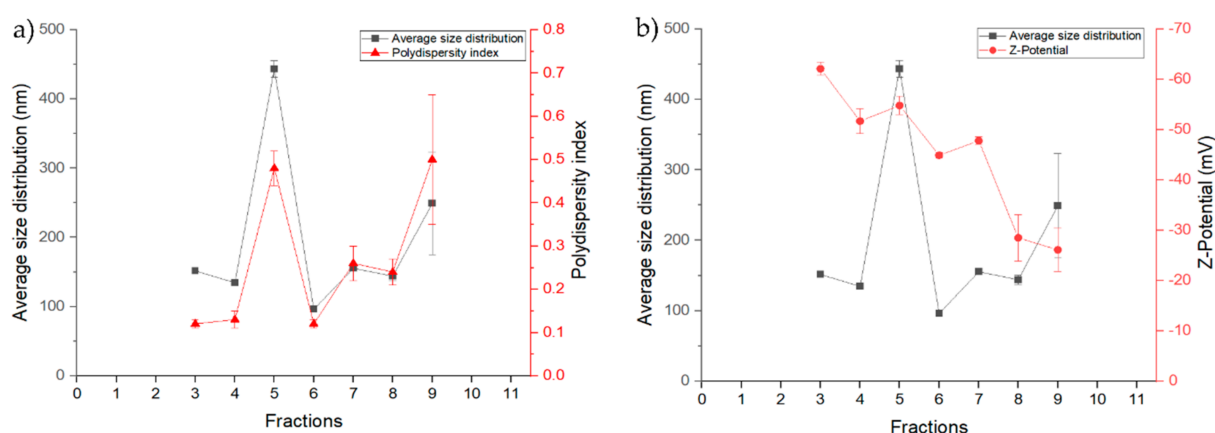 a)
Average size distribution
Polydispersity index
500
400
300
200
100
0
Average size distribution (nm)
0.8
0.7
0.6
0.5
0.4
0.3
0.2
0.1
0.0
Polydispersity index
0 1 2 3 4 5 6 7 8 9 10 11
Fractions
b)
Average size distribution
Z-Potential
500
400
300
200
100
0
Average size distribution (nm)
-70
-60
-50
-40
-30
-20
-10
0
Z-Potential (mV)
0 1 2 3 4 5 6 7 8 9 10 11
Fractions